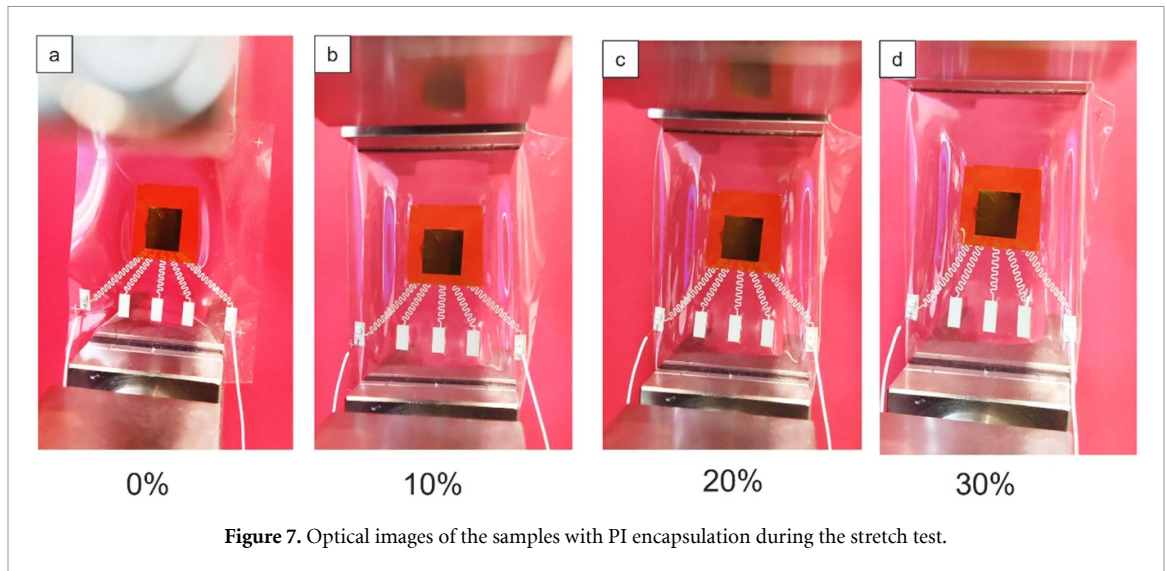 a
b
c
d
0%
10%
20%
30%
Figure 7. Optical images of the samples with PI encapsulation during the stretch test.